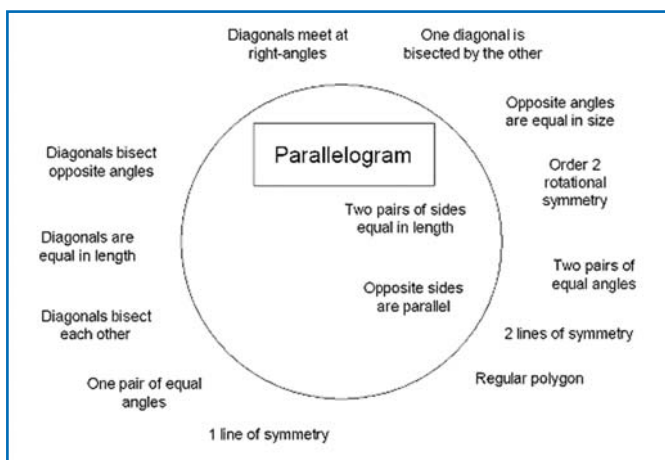 Diagonals meet at
right-angles
One diagonal is
bisected by the other
Opposite angles
are equal in size
Parallelogram
Diagonals bisect
opposite angles
Order 2
rotational
symmetry
Two pairs of sides
equal in length
Diagonals are
equal in length
Two pairs of
equal angles
Opposite sides
are parallel
Diagonals bisect
each other
2 lines of symmetry
Regular polygon
One pair of equal
angles
1 line of symmetry